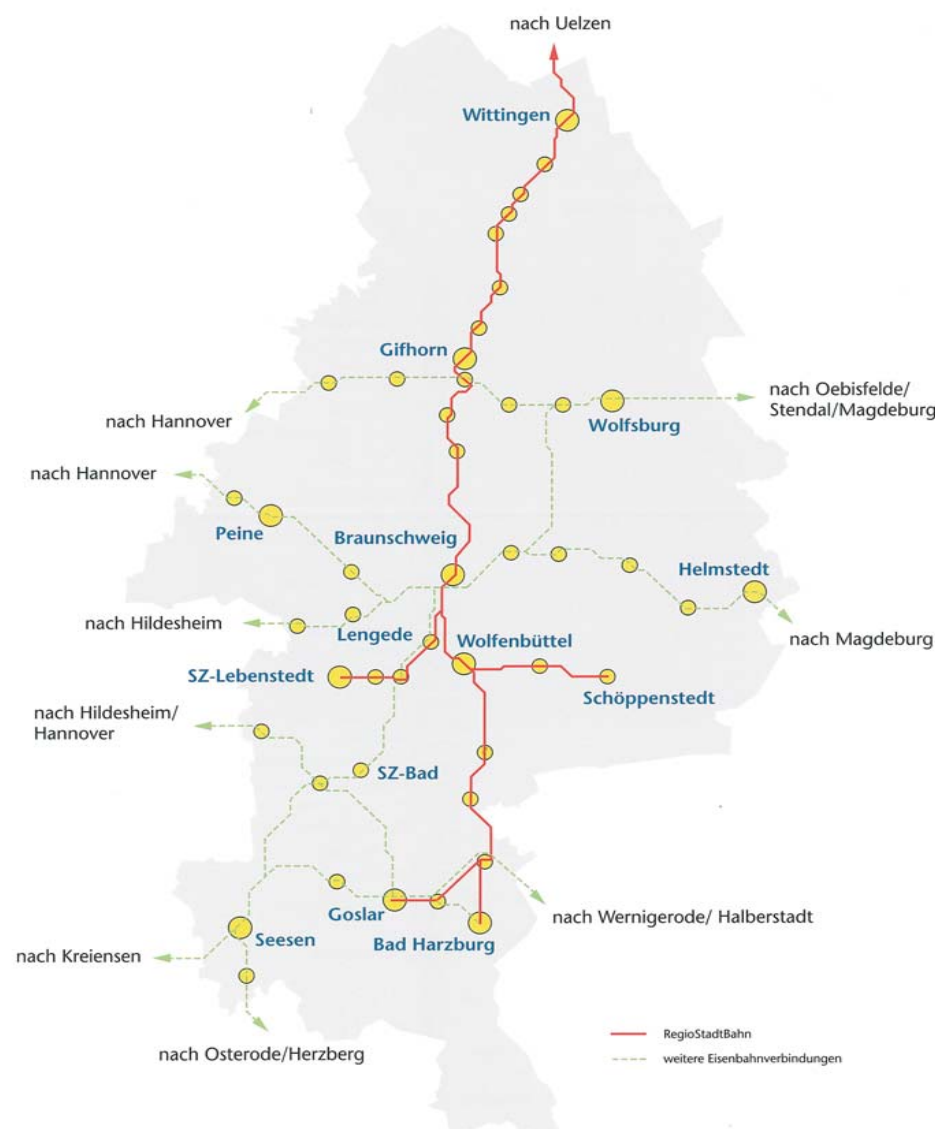 nach Uelzen
Wittingen
Gifhorn
nach Oebisfelde/
Stendal/Magdeburg
nach Hannover
Wolfsburg
nach Hannover
Peine
Braunschweig
Helmstedt
nach Hildesheim
Lengede
Wolfenbüttel
nach Magdeburg
SZ-Lebenstedt
Schöppenstedt
nach Hildesheim/
Hannover
SZ-Bad
Goslar
nach Wernigerode/ Halberstadt
Seesen
Bad Harzburg
nach Kreiensen
nach Osterode/Herzberg
RegioStadtBahn
weitere Eisenbahnverbindungen